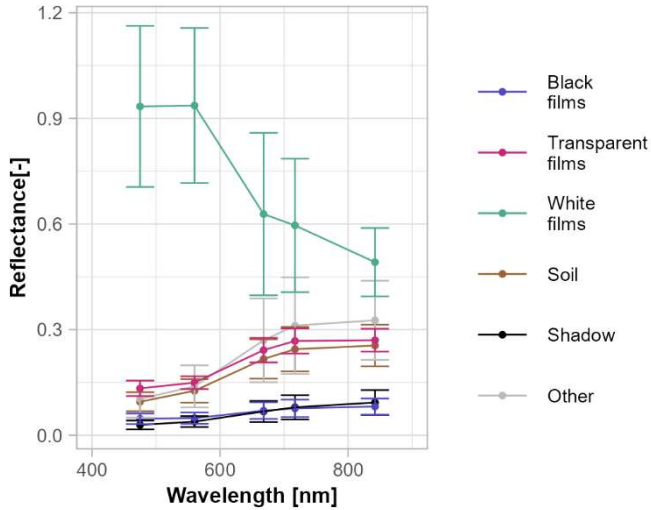 1.2
0.9
0.6
0.3
0.0
Reflectance[-]
400
600
800
Wavelength [nm]
Black
films
Transparent
films
White
films
Soil
Shadow
Other